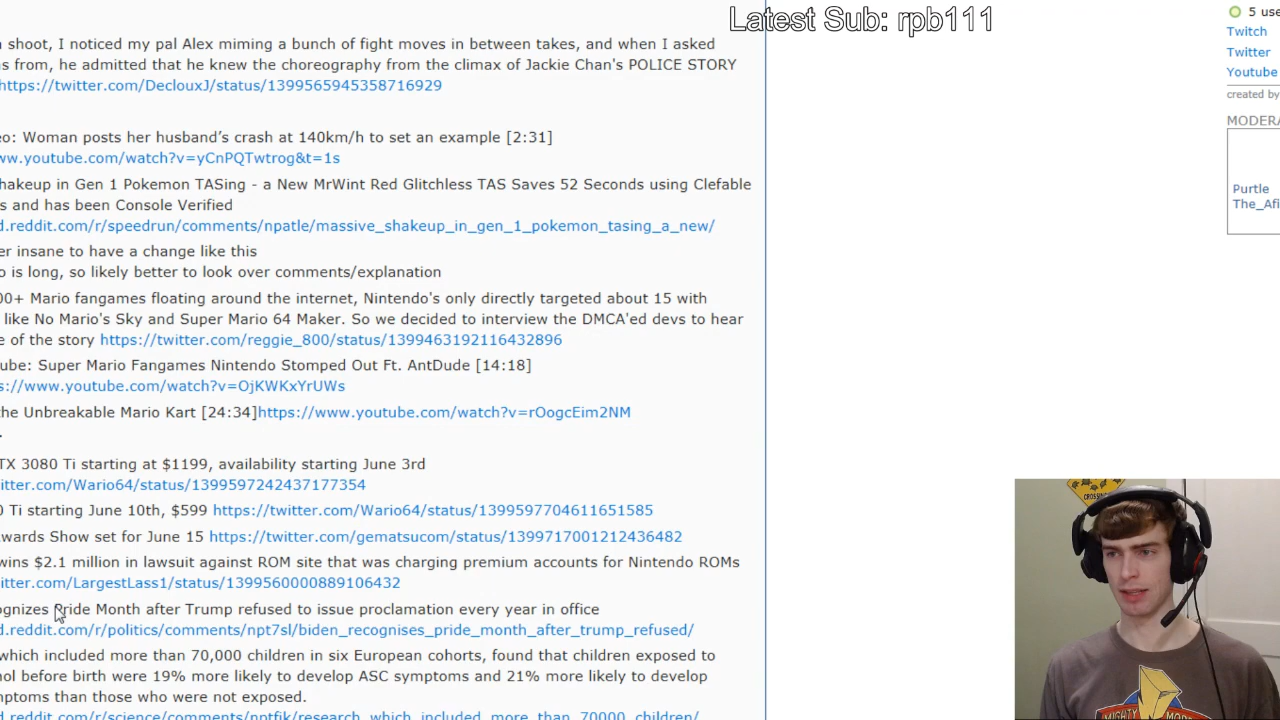 Latest Sub: rpb111
5 use
Twitch
Twitter
Youtube
created by
MODERA
Purtle
The_Afi
n shoot, I noticed my pal Alex miming a bunch of fight moves in between takes, and when I asked
s from, he admitted that he knew the choreography from the climax of Jackie Chan's POLICE STORY
https://twitter.com/DeclouxJ/status/1399565945358716929
eo: Woman posts her husband's crash at 140km/h to set an example [2:31]
ww.youtube.com/watch?v=yCnPQTwtrog&t=1s
hakeup in Gen 1 Pokemon TASing - a New MrWint Red Glitchless TAS Saves 52 Seconds using Clefable
s and has been Console Verified
d.reddit.com/r/speedrun/comments/npatle/massive_shakeup_in_gen_1_pokemon_tasing_a_new/
er insane to have a change like this
o is long, so likely better to look over comments/explanation
00+ Mario fangames floating around the internet, Nintendo's only directly targeted about 15 with
like No Mario's Sky and Super Mario 64 Maker. So we decided to interview the DMCA'ed devs to hear
e of the story https://twitter.com/reggie_800/status/1399463192116432896
ube: Super Mario Fangames Nintendo Stomped Out Ft. AntDude [14:18]
s://www.youtube.com/watch?v=OjKWKxYrUWs
the Unbreakable Mario Kart [24:34]https://www.youtube.com/watch?v=rOogcEim2NM
TX 3080 Ti starting at $1199, availability starting June 3rd
itter.com/Wario64/status/1399597242437177354
0 Ti starting June 10th, $599 https://twitter.com/Wario64/status/1399597704611651585
wards Show set for June 15 https://twitter.com/gematsucom/status/1399717001212436482
wins $2.1 million in lawsuit against ROM site that was charging premium accounts for Nintendo ROMs
itter.com/LargestLass1/status/1399560000889106432
ognizes Pride Month after Trump refused to issue proclamation every year in office
d.reddit.com/r/politics/comments/npt7sl/biden_recognises_pride_month_after_trump_refused/
which included more than 70,000 children in six European cohorts, found that children exposed to
nol before birth were 19% more likely to develop ASC symptoms and 21% more likely to develop
mptoms than those who were not exposed.
d.reddit.com/r/science/comments/nptfik/research_which_included_more_than_70000_children/
CROSSING
MIGHTY MO